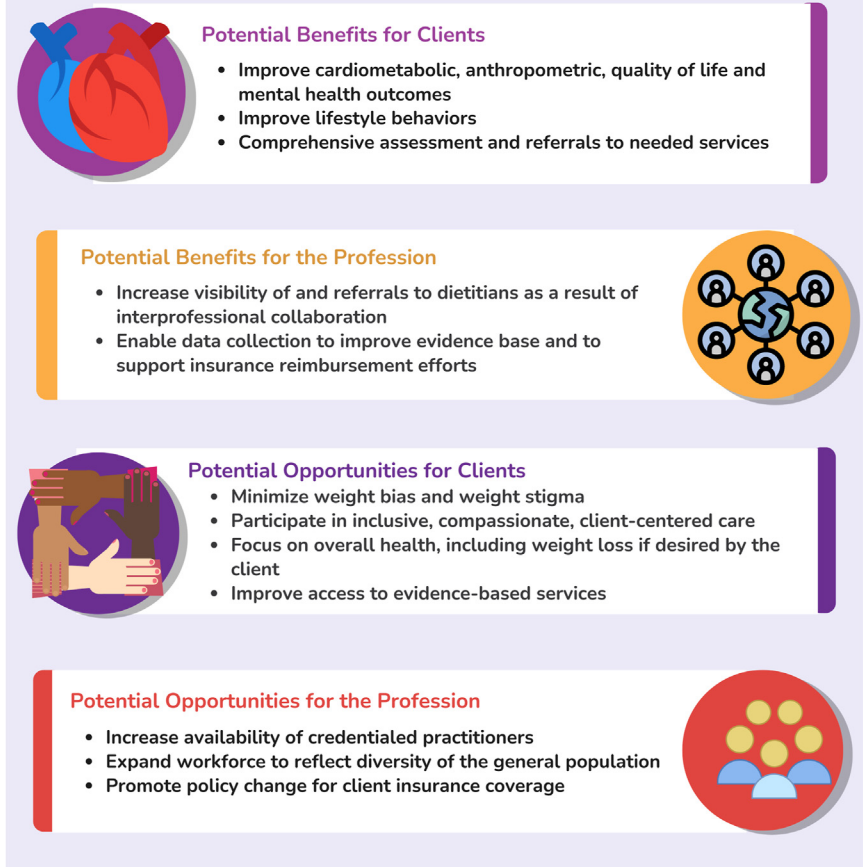 Potential Benefits for Clients
• Improve cardiometabolic, anthropometric, quality of life and
mental health outcomes
• Improve lifestyle behaviors
• Comprehensive assessment and referrals to needed services
Potential Benefits for the Profession
• Increase visibility of and referrals to dietitians as a result of
interprofessional collaboration
• Enable data collection to improve evidence base and to
support insurance reimbursement efforts
Potential Opportunities for Clients
• Minimize weight bias and weight stigma
• Participate in inclusive, compassionate, client-centered care
• Focus on overall health, including weight loss if desired by the
client
• Improve access to evidence-based services
Potential Opportunities for the Profession
• Increase availability of credentialed practitioners
• Expand workforce to reflect diversity of the general population
• Promote policy change for client insurance coverage